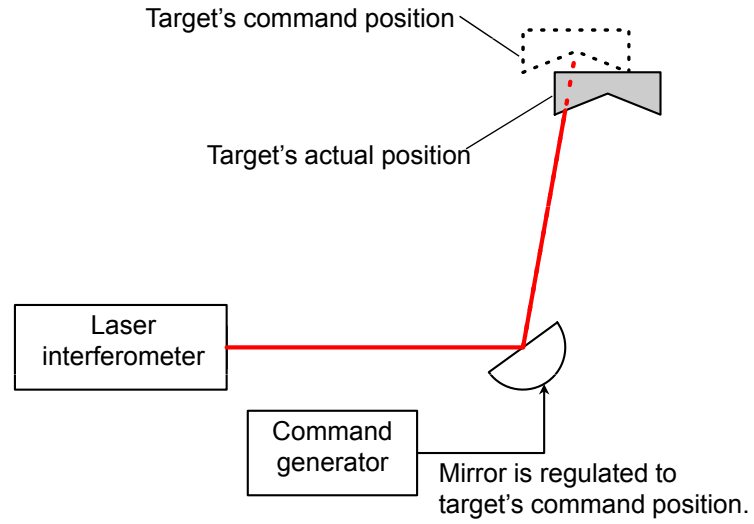 Target's command position
Target's actual position
Laser
interferometer
Command
generator
Mirror is regulated to
target's command position.